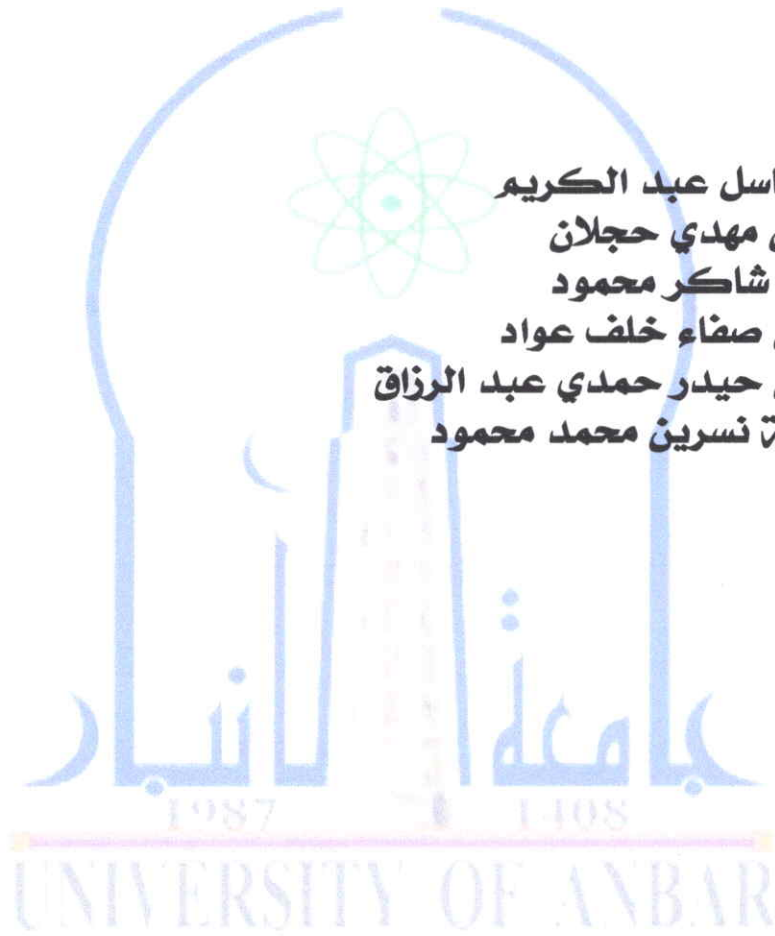 عبد الكريم
مهدي حجلان
شاكر محمود
صفاء خلف عواد
حيدر حمدي عبد الرزاق
نسرين محمد محمود
جامعة الانبار
1987 1408
UNIVERSITY OF ANBAR